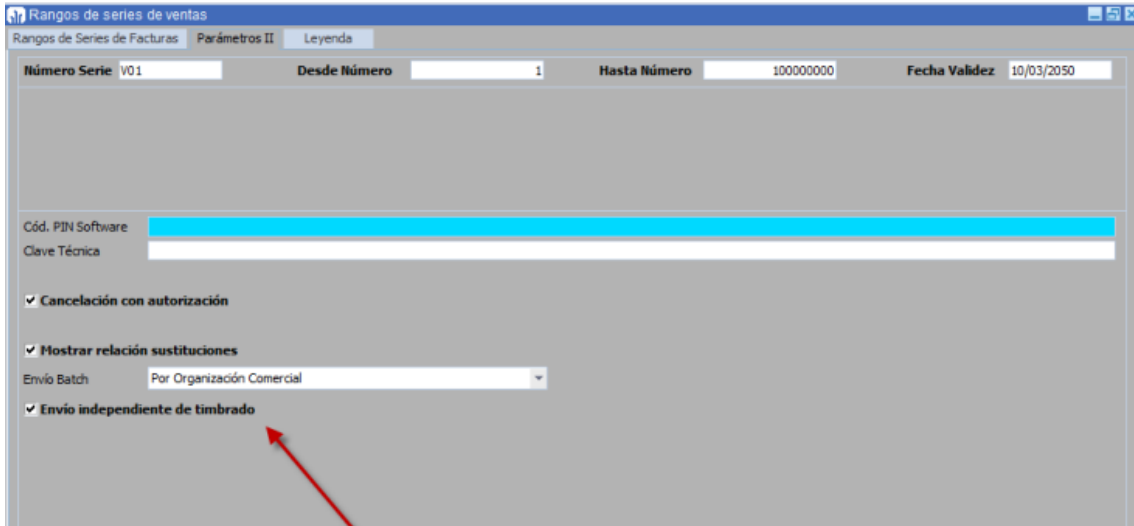 Rangos de series de ventas
Rangos de Series de Facturas Parámetros II Leyenda
Número Serie V01 Desde Número 1 Hasta Número 100000000 Fecha Validez 10/03/2050
Cód. PIN Software
Clave Técnica
Cancelación con autorización
Mostrar relación sustituciones
Envío Batch Por Organización Comercial
Envío independiente de timbrado